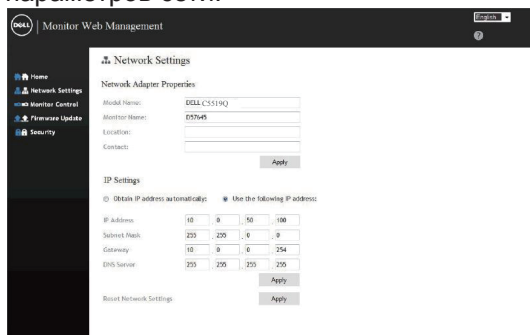 параметров сети.
DELL Monitor Web Management English
Network Settings
Home
Network Settings
Monitor Control
Firmware Update
Security
Network Adapter Properties
Model Name: DELL C5519Q
Monitor Name: D57645
Location:
Contact:
Apply
IP Settings
Obtain IP address automatically: Use the following IP address:
IP Address 10 . 0 . 50 . 100
Subnet Mask 255 . 255 . 0 . 0
Gateway 10 . 0 . 0 . 254
DNS Server 255 . 255 . 255 . 255
Apply
Reset Network Settings Apply